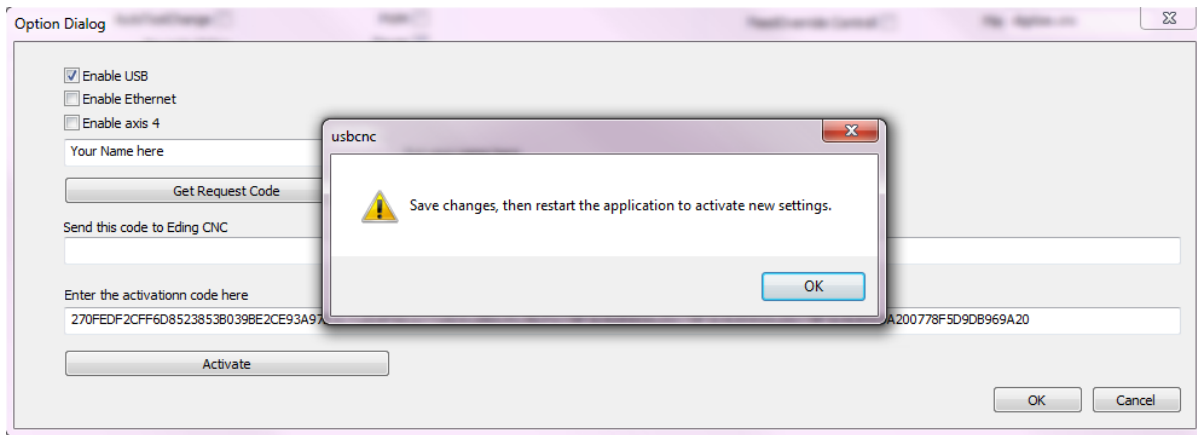 Option Dialog
Enable USB
Enable Ethernet
Enable axis 4
Your Name here
Get Request Code
Send this code to Eding CNC
Enter the activationn code here
270FEDF2CFF6D8523853B039BE2CE93A97
A200778F5D9DB969A20
Activate
OK Cancel
usbcnc
Save changes, then restart the application to activate new settings.
OK